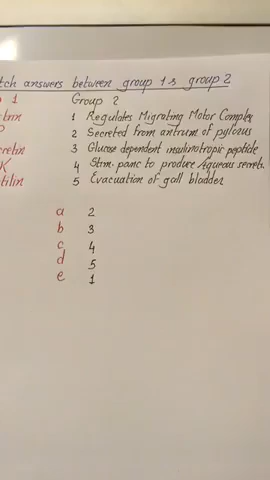 answers between group 1 & group 2
1 Group 2
1 Regulates Migrating Motor Complex
2 Secreted from antrum of pylorus
3 Glucose dependent insulinotropic peptide
4 Stim. panc to produce Aqueous secret.
5 Evacuation of gall bladder
a 2
b 3
c 4
d 5
e 1